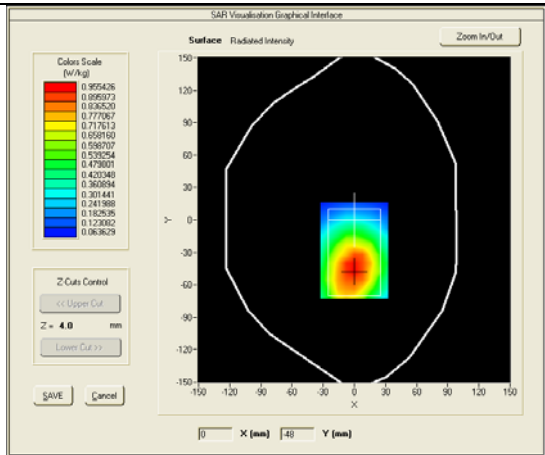 SAR Visualisation Graphical Interface
Surface Radiated Intensity
Zoom In/Out
Colors Scale
(W/kg)
0.955426
0.895973
0.836520
0.777067
0.717613
0.658160
0.598707
0.539254
0.479801
0.420348
0.360894
0.301441
0.241988
0.182535
0.123082
0.063629
150
120
90
60
30
0
-30
-60
-90
-120
-150
Y
-150 -120 -90 -60 -30 0 30 60 90 120 150
X
Z Cuts Control
<< Upper Cut
Z = 4.0 mm
Lower Cut >>
SAVE Cancel
0 X (mm) -48 Y (mm)